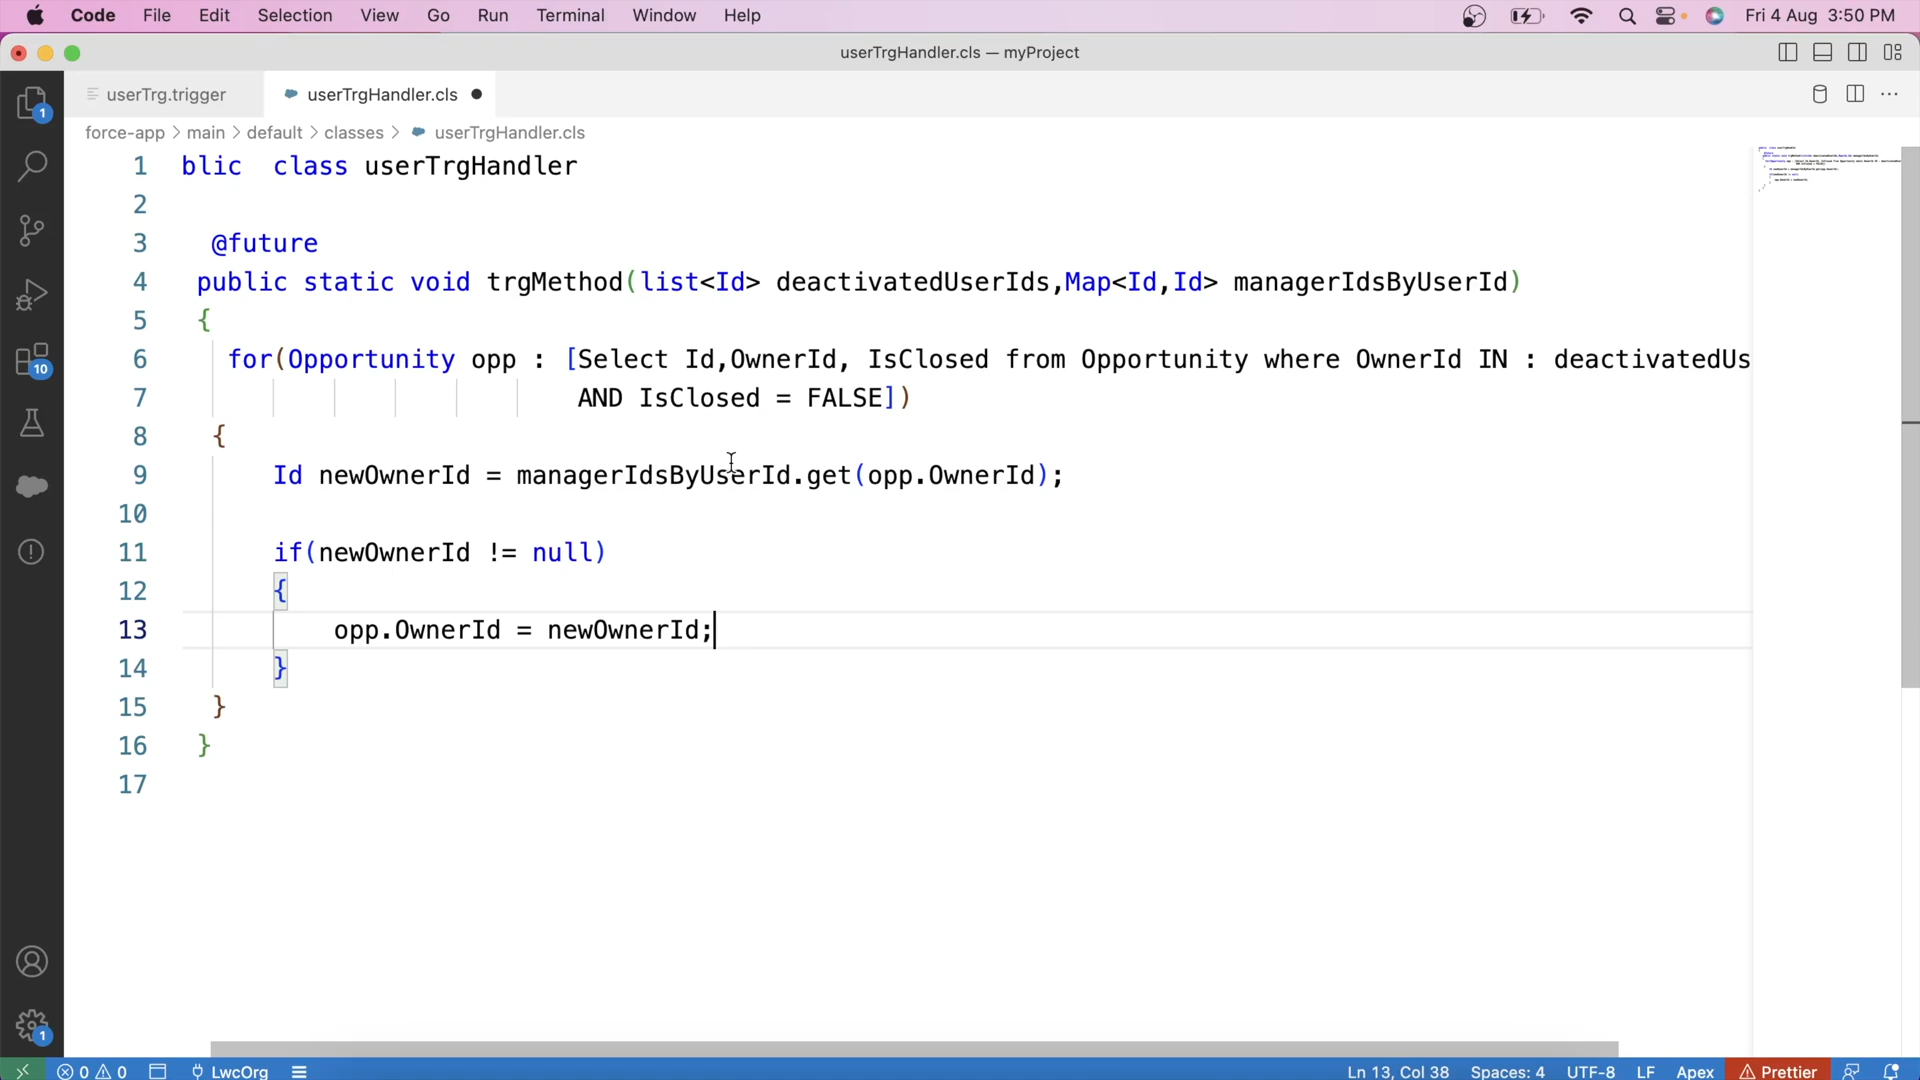 Code File Edit Selection View Go Run Terminal Window Help Fri 4 Aug 3:50 PM
userTrgHandler.cls — myProject
userTrg.trigger userTrgHandler.cls
force-app > main > default > classes > userTrgHandler.cls
1 blic class userTrgHandler
2
3 @future
4 public static void trgMethod(list<Id> deactivatedUserIds,Map<Id,Id> managerIdsByUserId)
5 {
6 for(Opportunity opp : [Select Id,OwnerId, IsClosed from Opportunity where OwnerId IN : deactivatedUs
7 AND IsClosed = FALSE])
8 {
9 Id newOwnerId = managerIdsByUserId.get(opp.OwnerId);
10
11 if(newOwnerId != null)
12 {
13 opp.OwnerId = newOwnerId;
14 }
15 }
16 }
17
1
10
1
0 0 LwcOrg Ln 13, Col 38 Spaces: 4 UTF-8 LF Apex Prettier